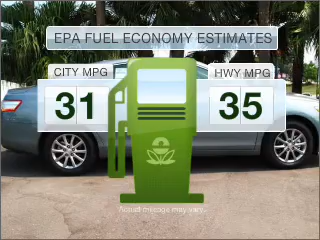 EPA FUEL ECONOMY ESTIMATES
CITY MPG
HWY MPG
31
35
Actual mileage may vary.